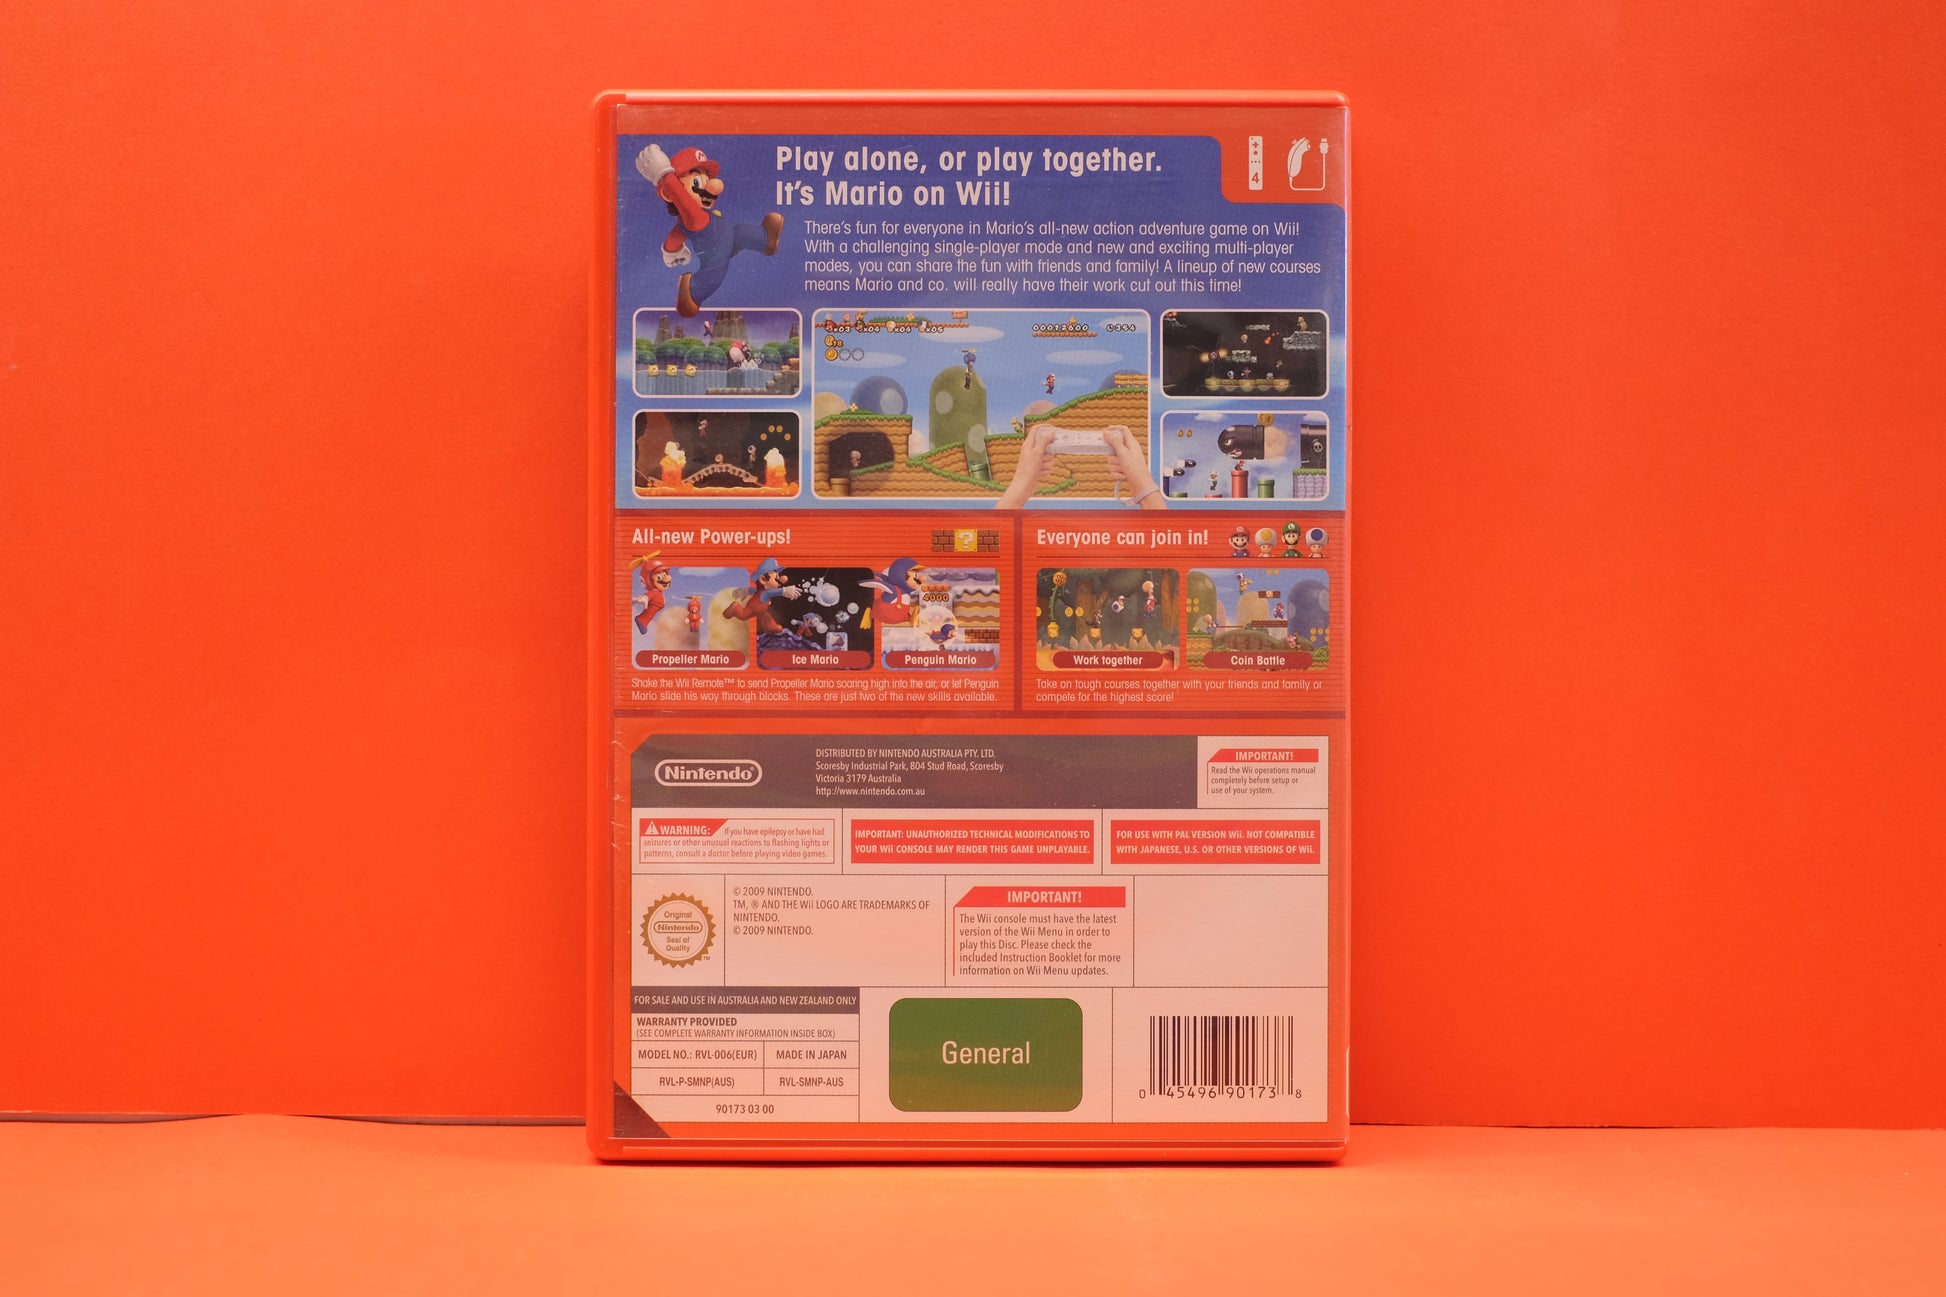 Play alone, or play together.
It's Mario on Wii!
4
There's fun for everyone in Mario's all-new action adventure game on Wii!
With a challenging single-player mode and new and exciting multi-player
modes, you can share the fun with friends and family! A lineup of new courses
means Mario and co. will really have their work cut out this time!
x03 x04 x04 x05
00012600 356
All-new Power-ups!
?
4000
Propeller Mario
Ice Mario
Penguin Mario
Shake the Wii Remote™ to send Propeller Mario soaring high into the air, or let Penguin
Mario slide his way through blocks. These are just two of the new skills available.
Everyone can join in!
Work together
Coin Battle
Take on tough courses together with your friends and family or
compete for the highest score!
Nintendo®
DISTRIBUTED BY NINTENDO AUSTRALIA PTY. LTD.
Scoresby Industrial Park, 804 Stud Road, Scoresby
Victoria 3179 Australia
http://www.nintendo.com.au
IMPORTANT!
Read the Wii operations manual
completely before setup or
use of your system.
WARNING: If you have epilepsy or have had
seizures or other unusual reactions to flashing lights or
patterns, consult a doctor before playing video games.
IMPORTANT: UNAUTHORIZED TECHNICAL MODIFICATIONS TO
YOUR Wii CONSOLE MAY RENDER THIS GAME UNPLAYABLE.
FOR USE WITH PAL VERSION Wii. NOT COMPATIBLE
WITH JAPANESE, U.S. OR OTHER VERSIONS OF Wii.
Original
Nintendo
Seal of
Quality
TM
© 2009 NINTENDO.
TM, ® AND THE Wii LOGO ARE TRADEMARKS OF
NINTENDO.
© 2009 NINTENDO.
IMPORTANT!
The Wii console must have the latest
version of the Wii Menu in order to
play this Disc. Please check the
included Instruction Booklet for more
information on Wii Menu updates.
FOR SALE AND USE IN AUSTRALIA AND NEW ZEALAND ONLY
WARRANTY PROVIDED
(SEE COMPLETE WARRANTY INFORMATION INSIDE BOX)
MODEL NO.: RVL-006(EUR)
MADE IN JAPAN
RVL-P-SMNP(AUS)
RVL-SMNP-AUS
90173 03 00
General
0 45496 90173 8